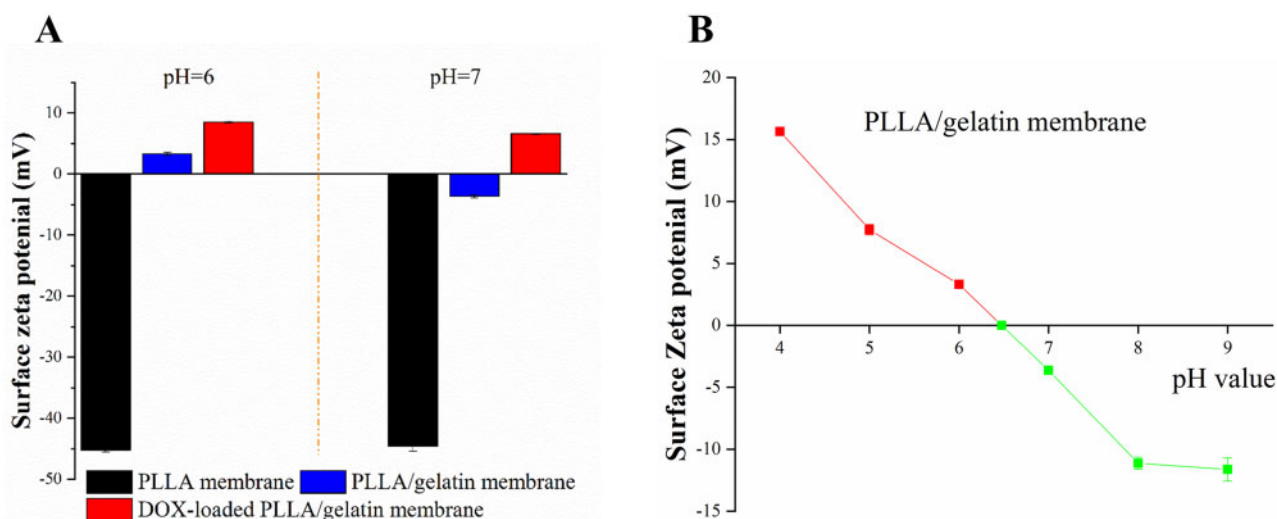 A
pH=6
pH=7
Surface zeta potenial (mV)
10
0
-10
-20
-30
-40
-50
PLLA membrane
PLLA/gelatin membrane
DOX-loaded PLLA/gelatin membrane
B
PLLA/gelatin membrane
Surface Zeta potenial (mV)
20
15
10
5
0
-5
-10
-15
4 5 6 7 8 9
pH value